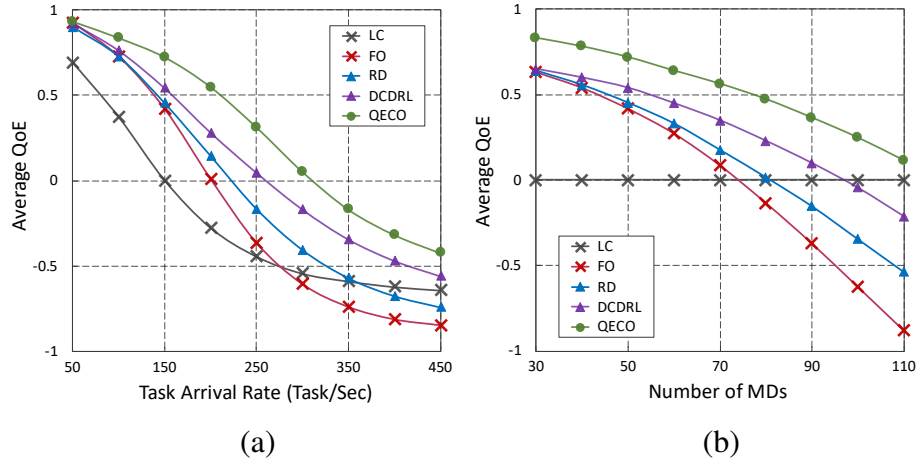 Average QoE
1
0.5
0
-0.5
-1
50
150
250
350
450
Task Arrival Rate (Task/Sec)
LC
FO
RD
DCDRL
QECO
(a)
Average QoE
1
0.5
0
-0.5
-1
30
50
70
90
110
Number of MDs
LC
FO
RD
DCDRL
QECO
(b)